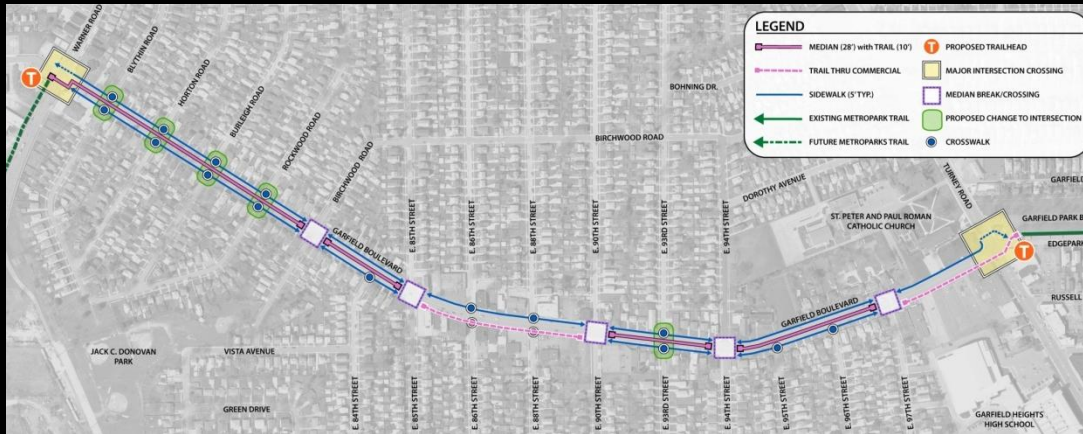 LEGEND
MEDIAN (28') with TRAIL (10')
TRAIL THRU COMMERCIAL
SIDEWALK (5' TYP.)
EXISTING METROPARK TRAIL
FUTURE METROPARKS TRAIL
T PROPOSED TRAILHEAD
MAJOR INTERSECTION CROSSING
MEDIAN BREAK/CROSSING
PROPOSED CHANGE TO INTERSECTION
CROSSWALK
T
WARNER ROAD
BLYTHIN ROAD
HORTON ROAD
BURLEIGH ROAD
ROCKWOOD ROAD
BIRCHWOOD ROAD
BOHNING DR.
BIRCHWOOD ROAD
GARFIELD BOULEVARD
E. 85TH STREET
E. 86TH STREET
E. 88TH STREET
E. 90TH STREET
E. 93RD STREET
E. 94TH STREET
DOROTHY AVENUE
ST. PETER AND PAUL ROMAN
CATHOLIC CHURCH
TURNEY ROAD
GARFIELD
GARFIELD PARK B
EDGEPARK
T
RUSSELL
GARFIELD BOULEVARD
JACK C. DONOVAN
PARK
VISTA AVENUE
GREEN DRIVE
E. 84TH STREET
E. 85TH STREET
E. 86TH STREET
E. 88TH STREET
E. 90TH STREET
E. 93RD STREET
E. 94TH STREET
E. 95TH STREET
E. 96TH STREET
E. 97TH STREET
GARFIELD HEIGHTS
HIGH SCHOOL